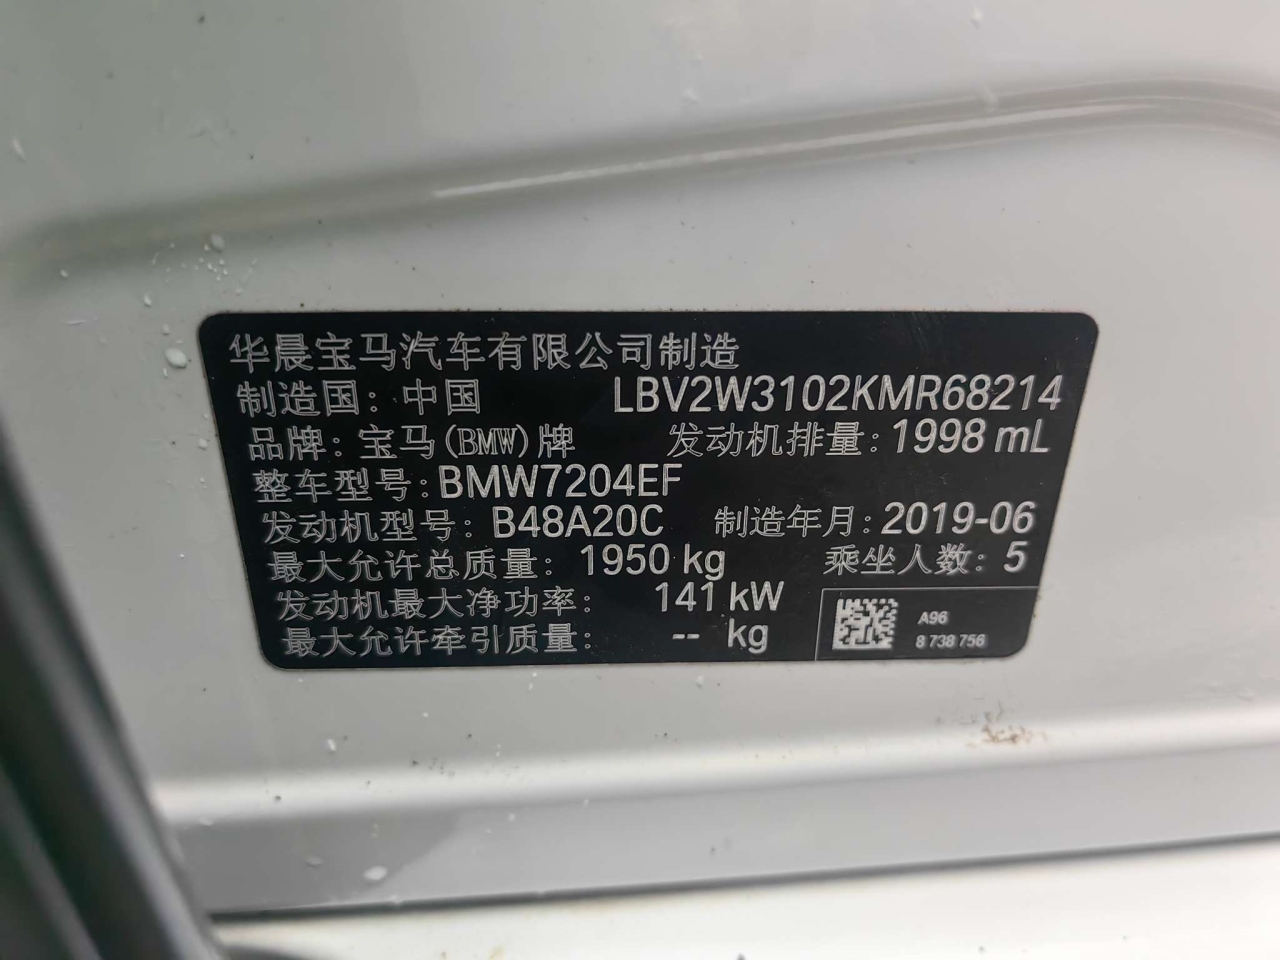 华晨宝马汽车有限公司制造
制造国：中国 LBV2W3102KMR68214
品牌：宝马(BMW)牌 发动机排量：1998 mL
整车型号：BMW7204EF
发动机型号：B48A20C 制造年月：2019-06
最大允许总质量：1950 kg 乘坐人数：5
发动机最大净功率：141 kW
最大允许牵引质量：-- kg
A96
8 738 756